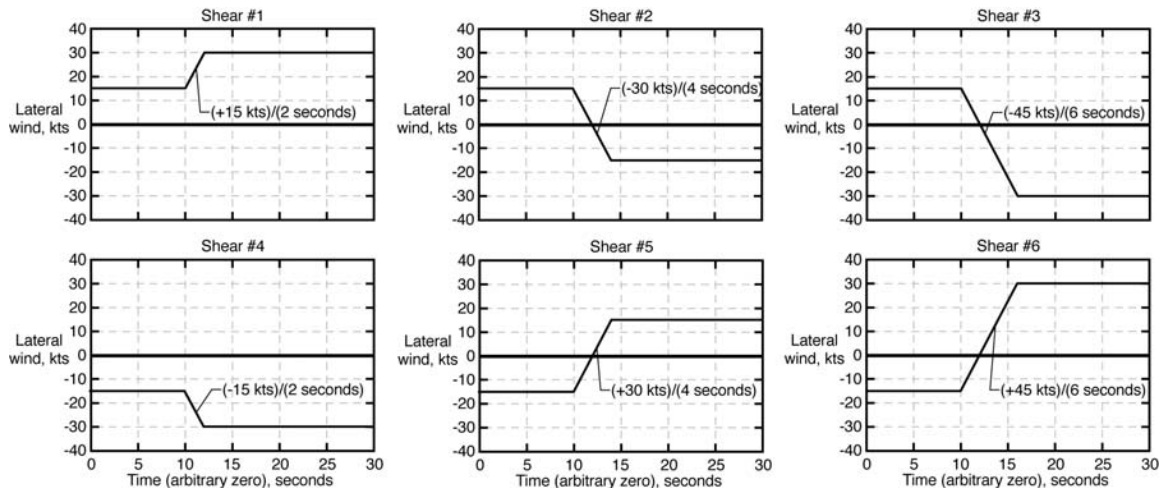 Shear #1
40
30
20
10
0
-10
-20
-30
-40
Lateral
wind, kts
(+15 kts)/(2 seconds)
Shear #2
40
30
20
10
0
-10
-20
-30
-40
Lateral
wind, kts
(-30 kts)/(4 seconds)
Shear #3
40
30
20
10
0
-10
-20
-30
-40
Lateral
wind, kts
(-45 kts)/(6 seconds)
Shear #4
40
30
20
10
0
-10
-20
-30
-40
Lateral
wind, kts
(-15 kts)/(2 seconds)
0 5 10 15 20 25 30
Time (arbitrary zero), seconds
Shear #5
40
30
20
10
0
-10
-20
-30
-40
Lateral
wind, kts
(+30 kts)/(4 seconds)
0 5 10 15 20 25 30
Time (arbitrary zero), seconds
Shear #6
40
30
20
10
0
-10
-20
-30
-40
Lateral
wind, kts
(+45 kts)/(6 seconds)
0 5 10 15 20 25 30
Time (arbitrary zero), seconds